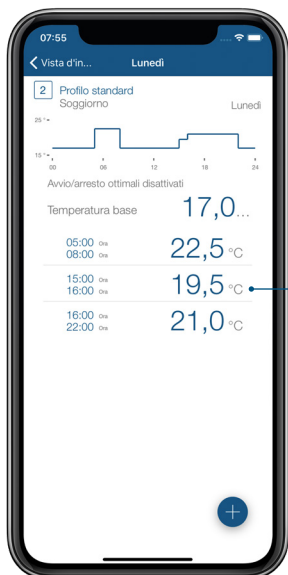 07:55
Vista d'in... Lunedì
2 Profilo standard
Soggiorno Lunedì
25 °
15 °
00 06 12 18 24
Avvio/arresto ottimali disattivati
Temperatura base 17,0...
05:00 Ora
08:00 Ora
22,5 °C
15:00 Ora
16:00 Ora
19,5 °C
16:00 Ora
22:00 Ora
21,0 °C